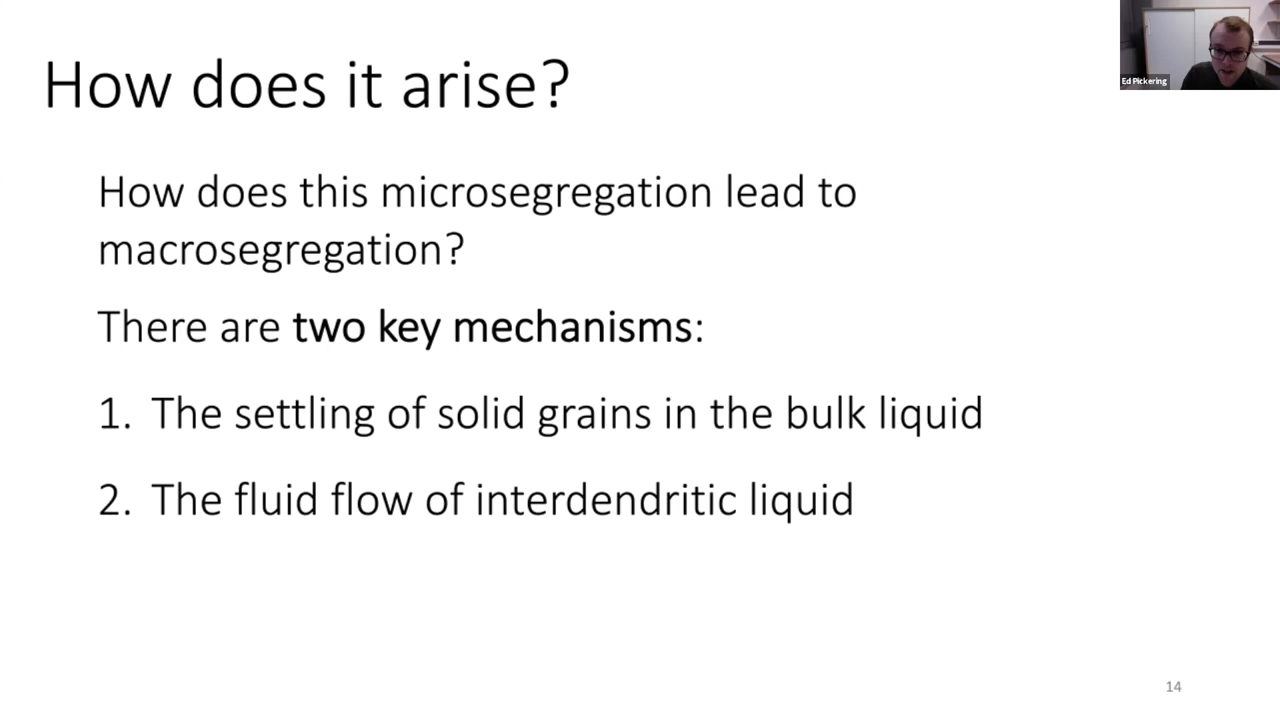 How does it arise?
Ed Pickering
How does this microsegregation lead to
macrosegregation?
There are two key mechanisms:
1. The settling of solid grains in the bulk liquid
2. The fluid flow of interdendritic liquid
14